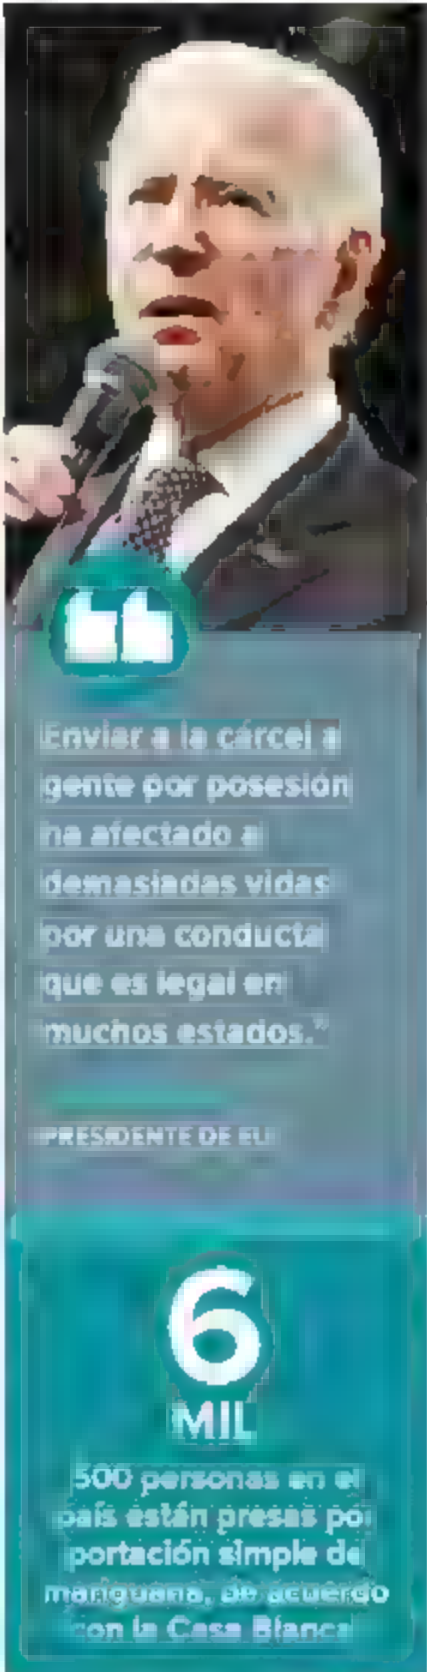 Enviar a la cárcel a
gente por posesión
ha afectado a
demasiadas vidas
por una conducta
que es legal en
muchos estados.”
PRESIDENTE DE EU
6
MIL
500 personas en el
país están presas por
portación simple de
mariguana, de acuerdo
con la Casa Blanca